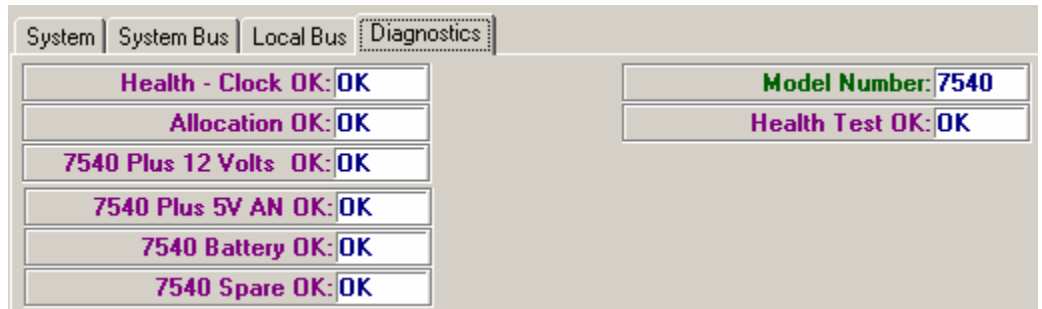 System System Bus Local Bus Diagnostics
Health - Clock OK: OK
Model Number: 7540
Allocation OK: OK
Health Test OK: OK
7540 Plus 12 Volts OK: OK
7540 Plus 5V AN OK: OK
7540 Battery OK: OK
7540 Spare OK: OK